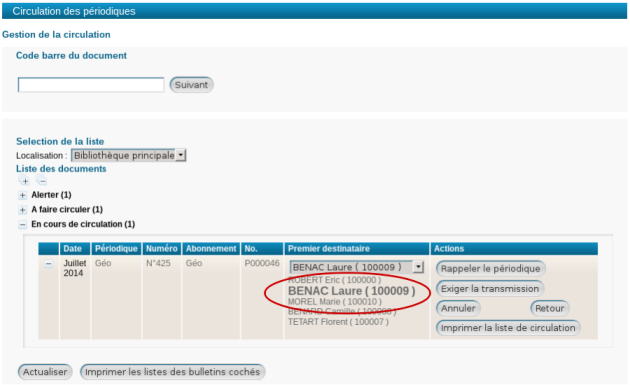 Circulation des périodiques
Gestion de la circulation
Code barre du document
Suivant
Selection de la liste
Localisation : Bibliothèque principale
Liste des documents
Alerter (1)
A faire circuler (1)
En cours de circulation (1)
Date Périodique Numéro Abonnement No. Premier destinataire Actions
Juillet 2014 Géo N°425 Géo P000046 BENAC Laure ( 100009 ) Rappeler le périodique
ROBERT Eric ( 100000 )
BENAC Laure ( 100009 ) Exiger la transmission
MOREL Marie ( 100010 ) Annuler Retour
BENARD Camille ( 100008 )
TETART Florent ( 100007 ) Imprimer la liste de circulation
Actualiser Imprimer les listes des bulletins cochés